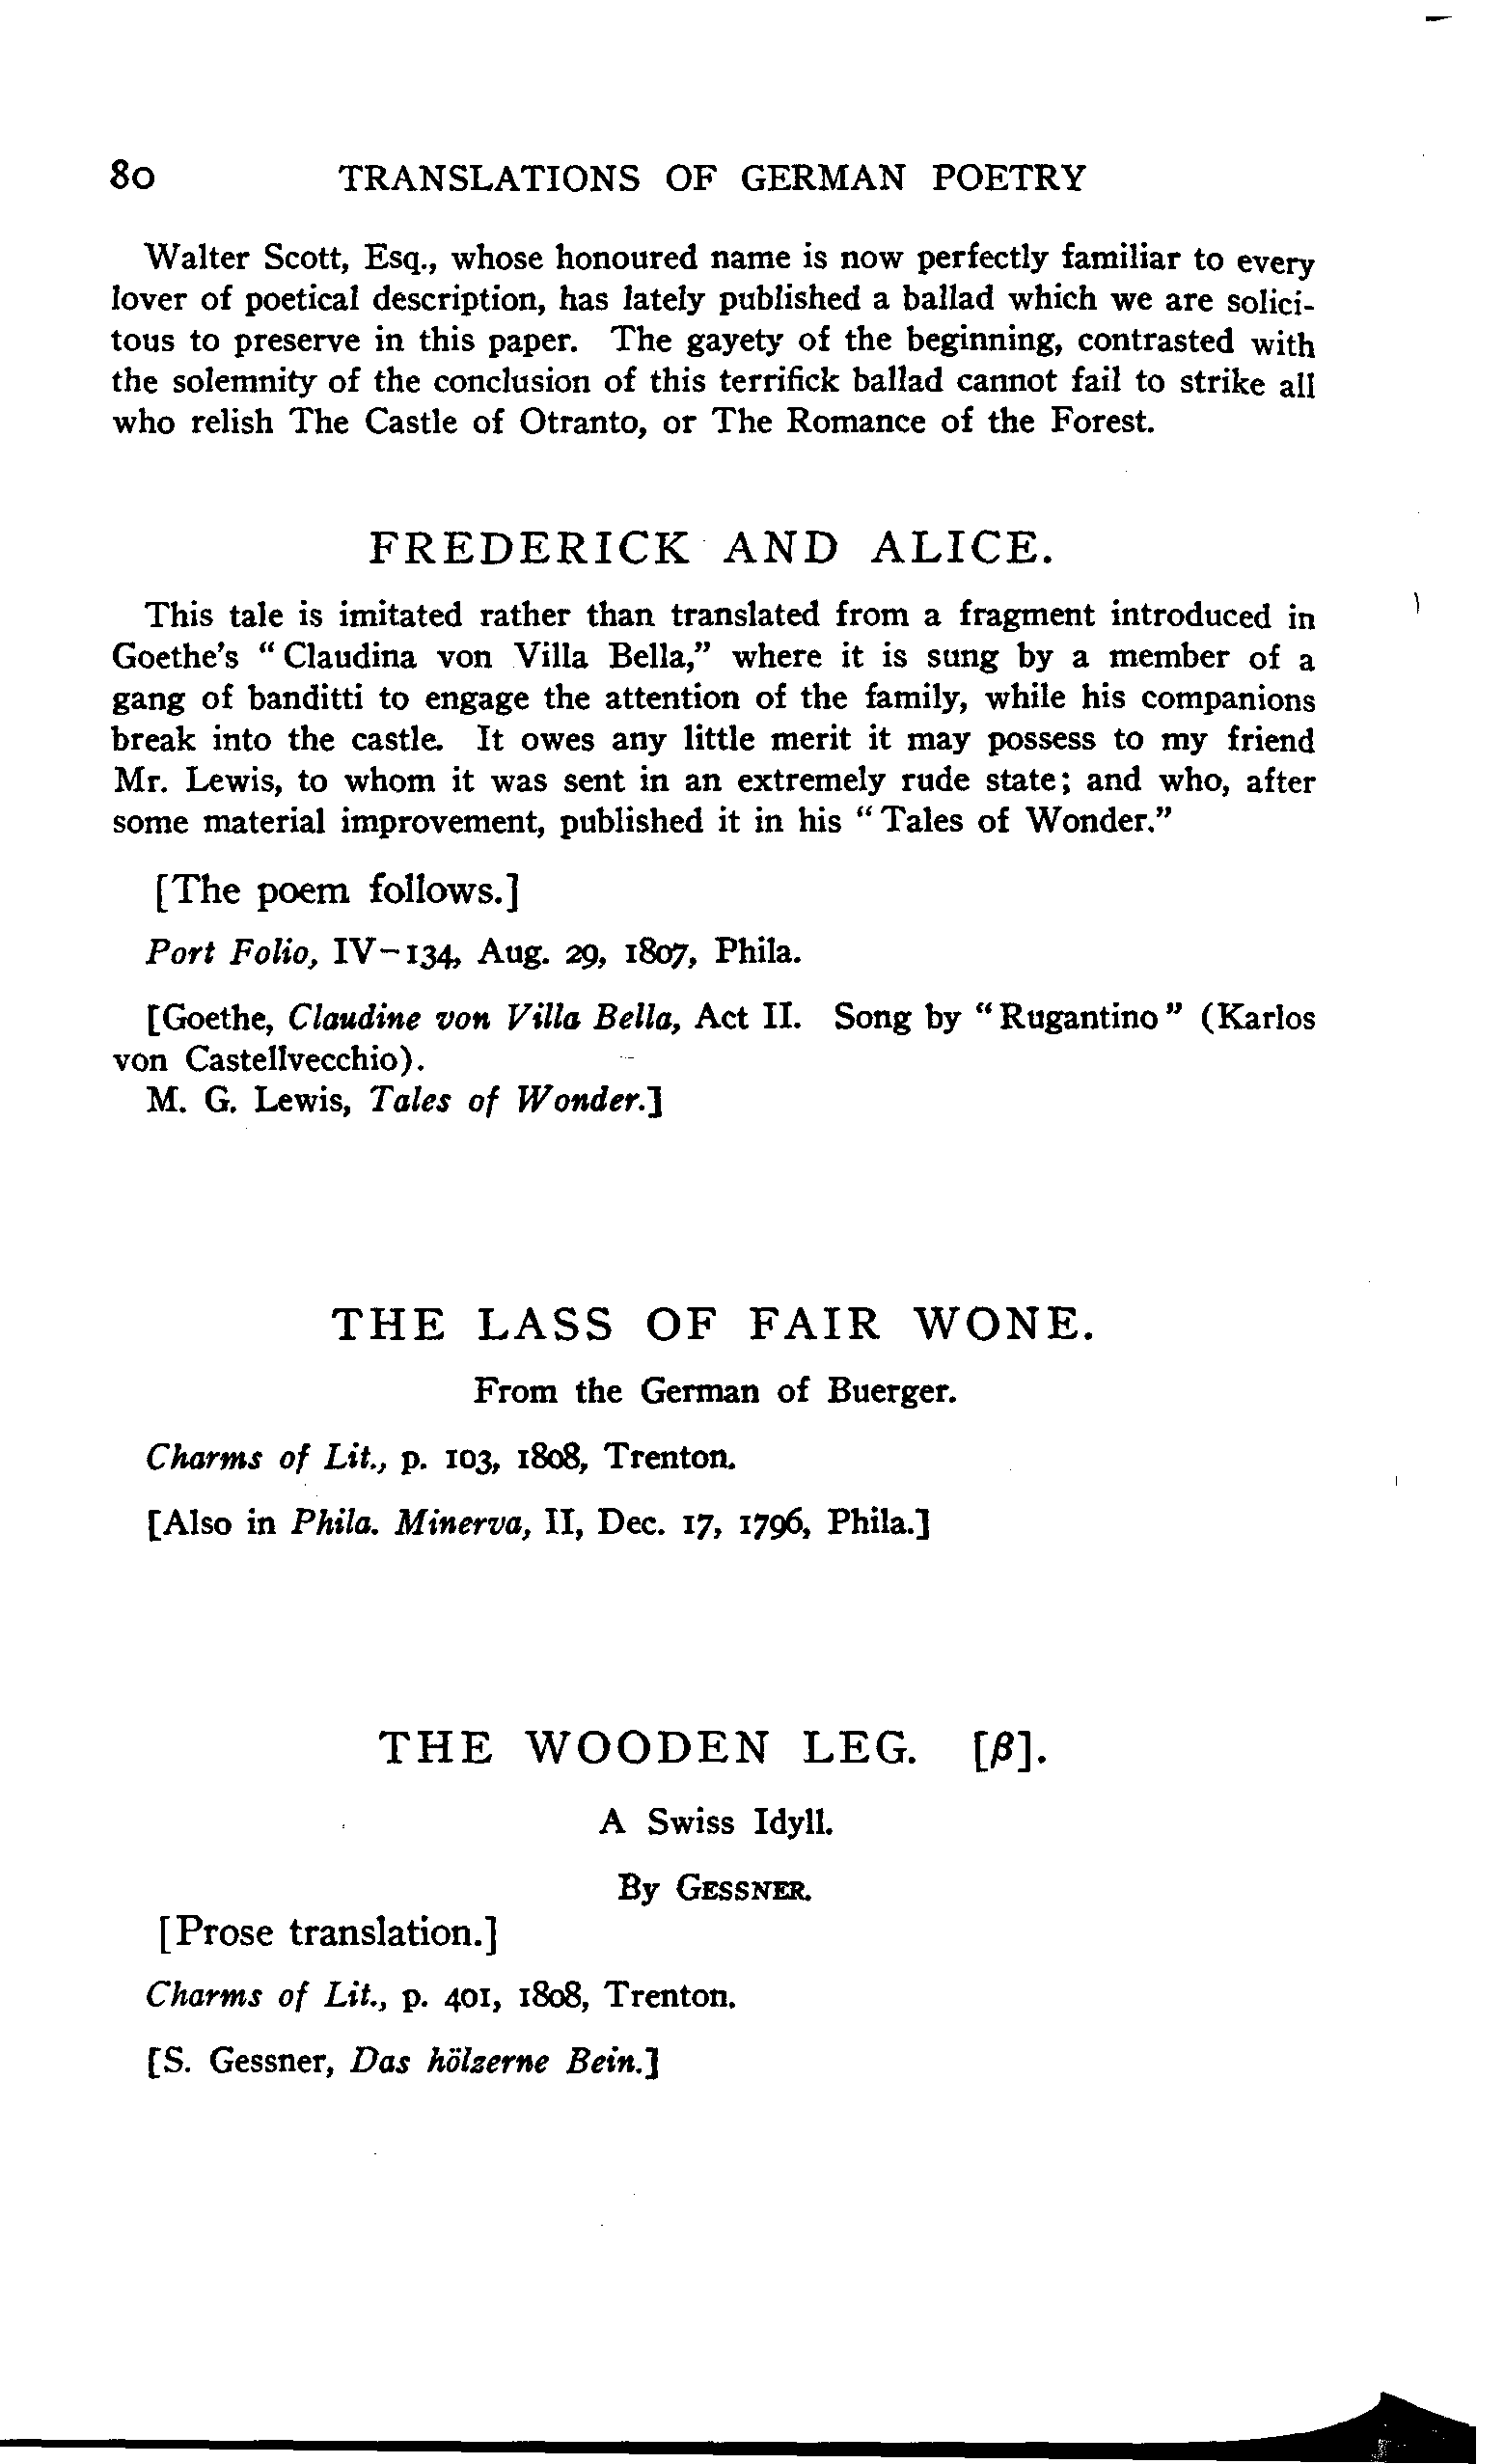 80 TRANSLATIONS OF GERMAN POETRY
Walter Scott, Esq., whose honoured name is now perfectly familiar to every
lover of poetical description, has lately published a ballad which we are solici-
tous to preserve in this paper. The gayety of the beginning, contrasted with
the solemnity of the conclusion of this terrifick ballad cannot fail to strike all
who relish The Castle of Otranto, or The Romance of the Forest.
FREDERICK AND ALICE.
This tale is imitated rather than translated from a fragment introduced in
Goethe's "Claudina von Villa Bella," where it is sung by a member of a
gang of banditti to engage the attention of the family, while his companions
break into the castle. It owes any little merit it may possess to my friend
Mr. Lewis, to whom it was sent in an extremely rude state; and who, after
some material improvement, published it in his "Tales of Wonder."
[The poem follows.]
Port Folio, IV-134, Aug. 29, 1807, Phila.
[Goethe, Claudine von Villa Bella, Act II. Song by "Rugantino" (Karlos
von Castellvecchio).
M. G. Lewis, Tales of Wonder.]
THE LASS OF FAIR WONE.
From the German of Buerger.
Charms of Lit., p. 103, 1808, Trenton.
[Also in Phila. Minerva, II, Dec. 17, 1796, Phila.]
THE WOODEN LEG. [β].
A Swiss Idyll.
By GESSNER.
[Prose translation.]
Charms of Lit., p. 401, 1808, Trenton.
[S. Gessner, Das hölzerne Bein.]